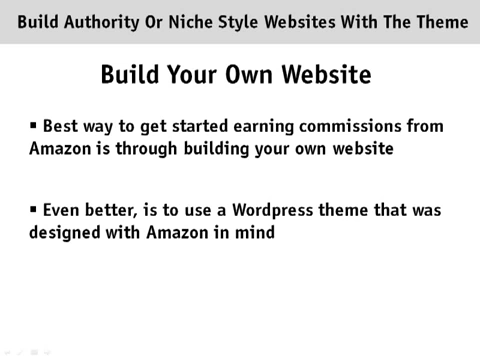 Build Authority Or Niche Style Websites With The Theme
Build Your Own Website
▪ Best way to get started earning commissions from
Amazon is through building your own website
▪ Even better, is to use a Wordpress theme that was
designed with Amazon in mind